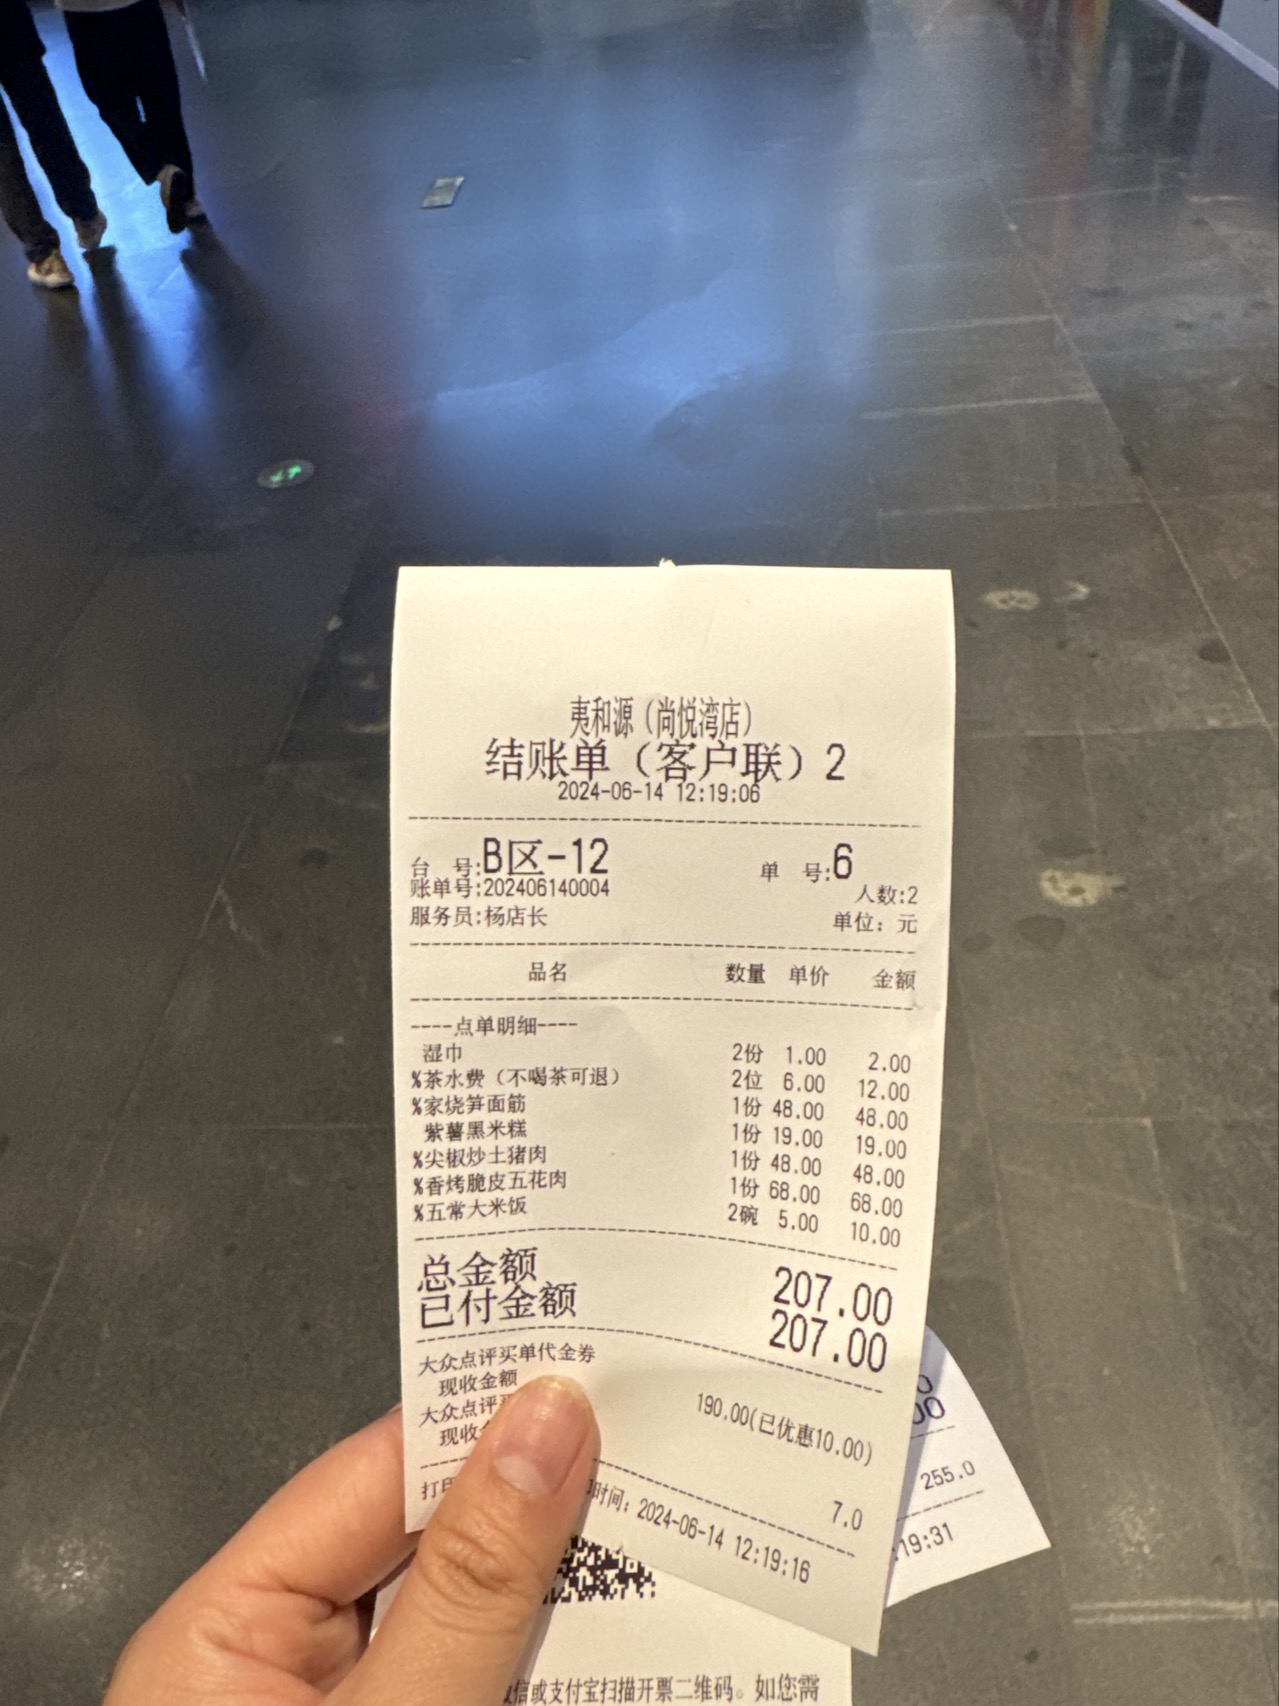 夷和源（尚悦湾店）
结账单（客户联）2
2024-06-14 12:19:06
台 号:B区-12 单 号:6
账单号:202406140004 人数:2
服务员:杨店长 单位: 元
品名 数量 单价 金额
----点单明细----
湿巾 2份 1.00 2.00
%茶水费（不喝茶可退） 2位 6.00 12.00
%家烧笋面筋 1份 48.00 48.00
紫薯黑米糕 1份 19.00 19.00
%尖椒炒土猪肉 1份 48.00 48.00
%香烤脆皮五花肉 1份 68.00 68.00
%五常大米饭 2碗 5.00 10.00
总金额 207.00
已付金额 207.00
大众点评买单代金券
现收金额 190.00(已优惠10.00)
大众点评
现收 7.0
打印 时间: 2024-06-14 12:19:16
255.0
:19:31
信或支付宝扫描开票二维码。如您需